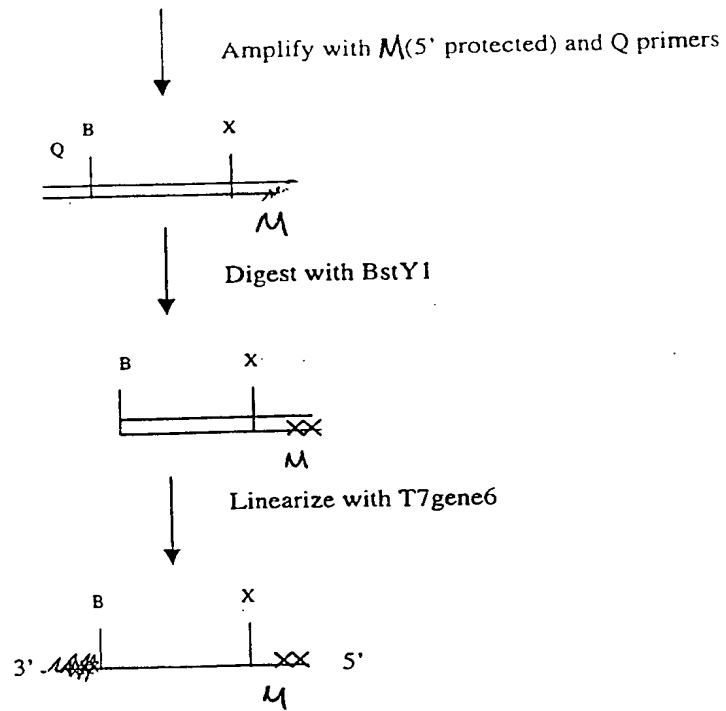 Amplify with M(5' protected) and Q primers
B X
Q
M
Digest with BstY1
B X
M
Linearize with T7gene6
B X
3' 5'
M